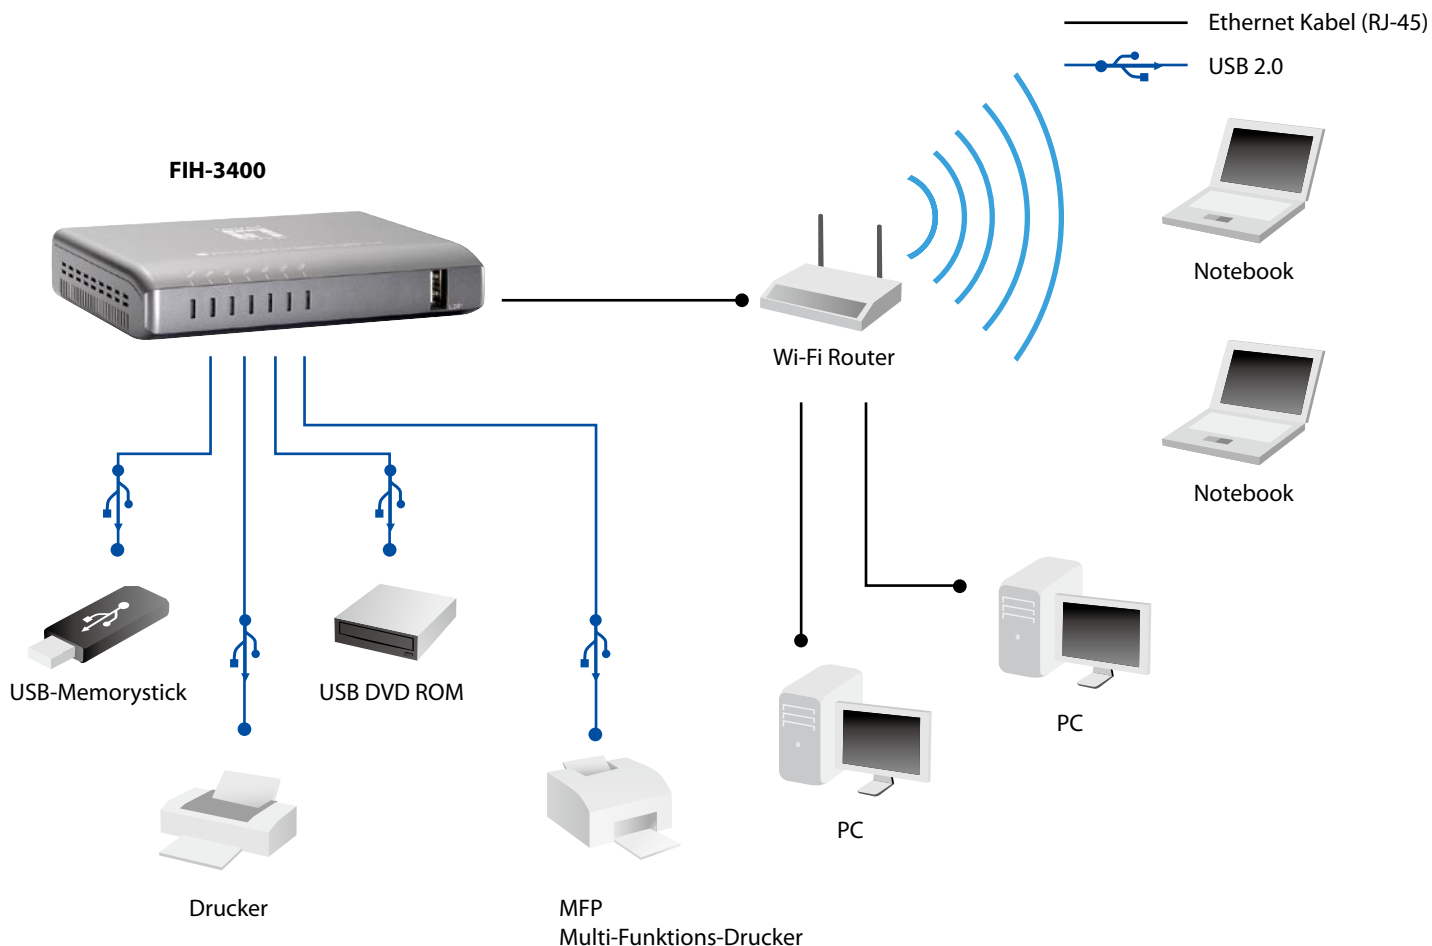 Ethernet Kabel (RJ-45)
USB 2.0
FIH-3400
Notebook
Wi-Fi Router
Notebook
USB-Memorystick
USB DVD ROM
PC
PC
Drucker
MFP
Multi-Funktions-Drucker